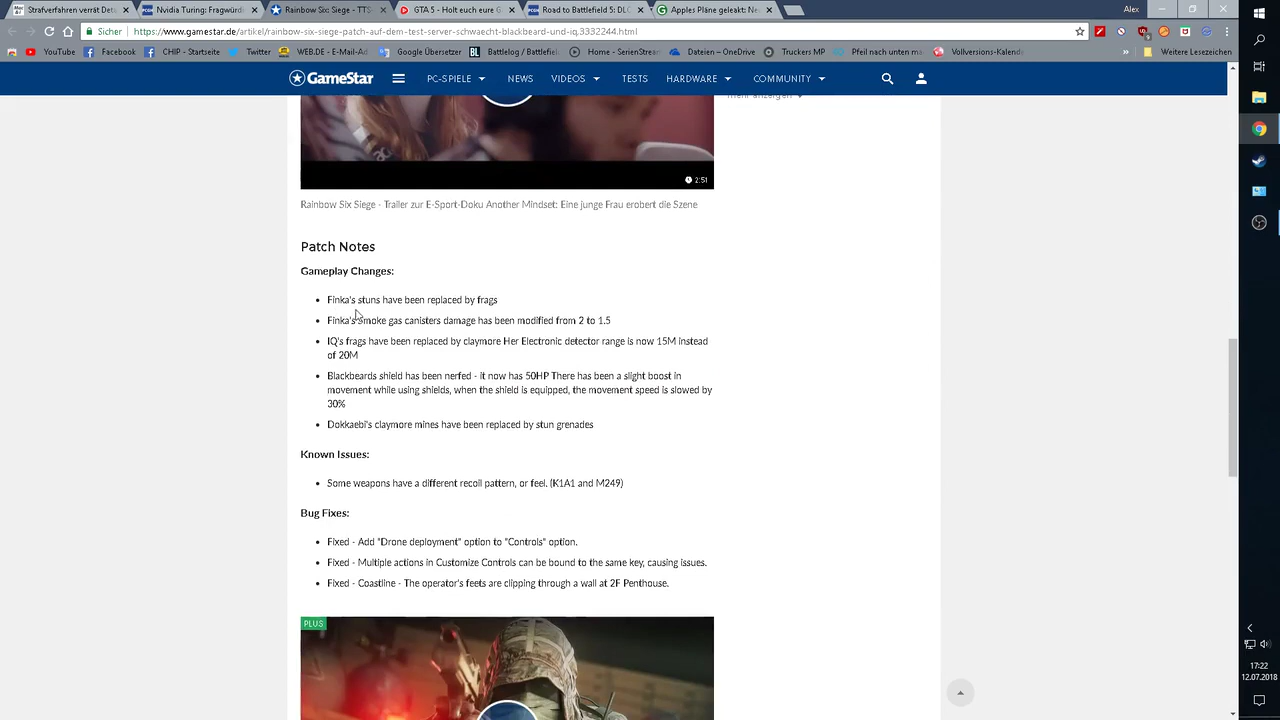 Strafverfahren verrät Det
Nvidia Turing: Fragwürd
Rainbow Six: Siege - TTS-
GTA 5 - Holt euch eure G
Road to Battlefield 5: DLC
Apples Pläne geleakt: Ne
Alex
Sicher
https://www.gamestar.de/artikel/rainbow-six-siege-patch-auf-dem-test-server-schwaecht-blackbeard-und-iq,3332244.html
YouTube
Facebook
CHIP - Startseite
Twitter
WEB.DE - E-Mail-Ad
Google Übersetzer
Battlelog / Battlefiel
Home - SerienStream
Dateien – OneDrive
Truckers MP
Pfeil nach unten ma
Vollversions-Kalende
»
Weitere Lesezeichen
GameStar
PC-SPIELE
NEWS
VIDEOS
TESTS
HARDWARE
COMMUNITY
mehr anzeigen
2:51
Rainbow Six Siege - Trailer zur E-Sport-Doku Another Mindset: Eine junge Frau erobert die Szene
Patch Notes
Gameplay Changes:
• Finka's stuns have been replaced by frags
• Finka's smoke gas canisters damage has been modified from 2 to 1.5
• IQ's frags have been replaced by claymore Her Electronic detector range is now 15M instead
of 20M
• Blackbeards shield has been nerfed - it now has 50HP There has been a slight boost in
movement while using shields, when the shield is equipped, the movement speed is slowed by
30%
• Dokkaebi's claymore mines have been replaced by stun grenades
Known Issues:
• Some weapons have a different recoil pattern, or feel. (K1A1 and M249)
Bug Fixes:
• Fixed - Add "Drone deployment" option to "Controls" option.
• Fixed - Multiple actions in Customize Controls can be bound to the same key, causing issues.
• Fixed - Coastline - The operator's feets are clipping through a wall at 2F Penthouse.
PLUS
17:22
12.07.2018